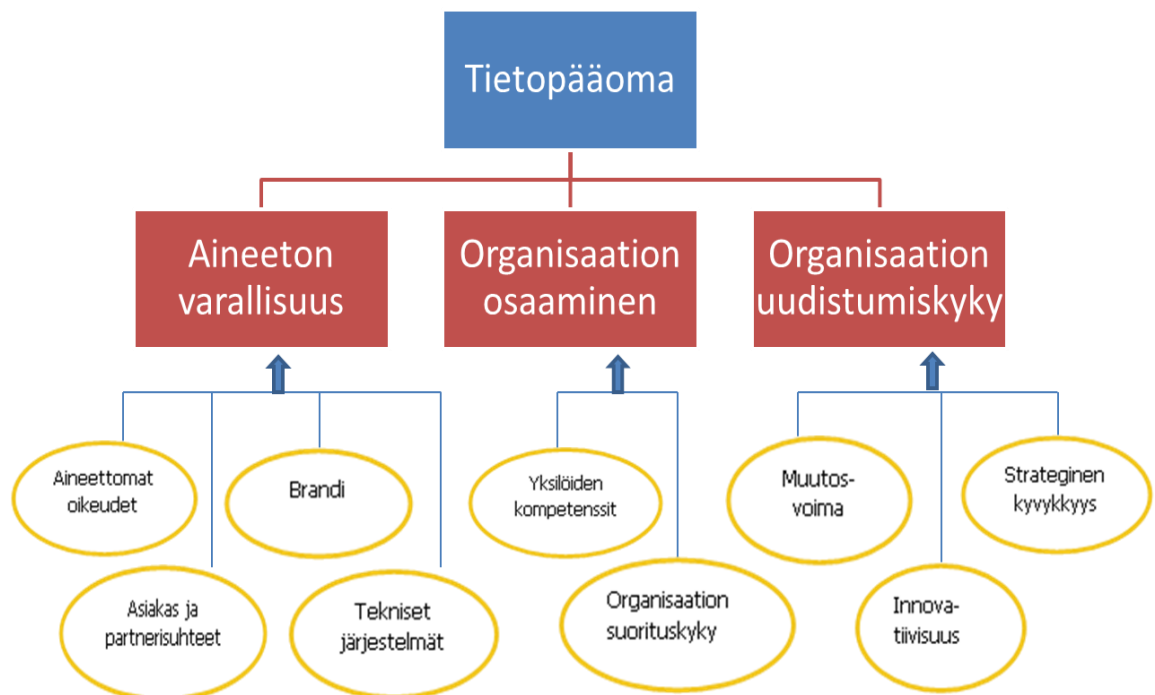 Tietopääoma
Aineeton
varallisuus
Organisaation
osaaminen
Organisaation
uudistumiskyky
Aineettomat
oikeudet
Brandi
Asiakas ja
partnerisuhteet
Tekniset
järjestelmät
Yksilöiden
kompetenssit
Organisaation
suorituskyky
Muutos-
voima
Strateginen
kyvykkyys
Innova-
tiivisuus